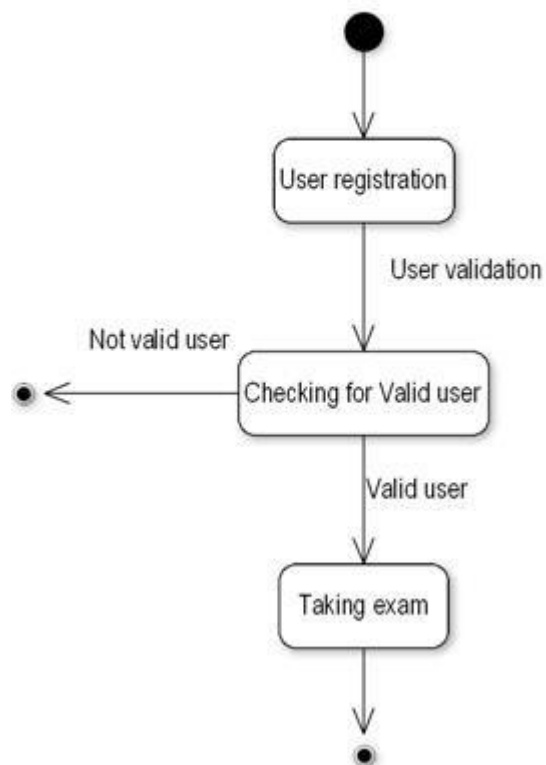 User registration
User validation
Not valid user
Checking for Valid user
Valid user
Taking exam